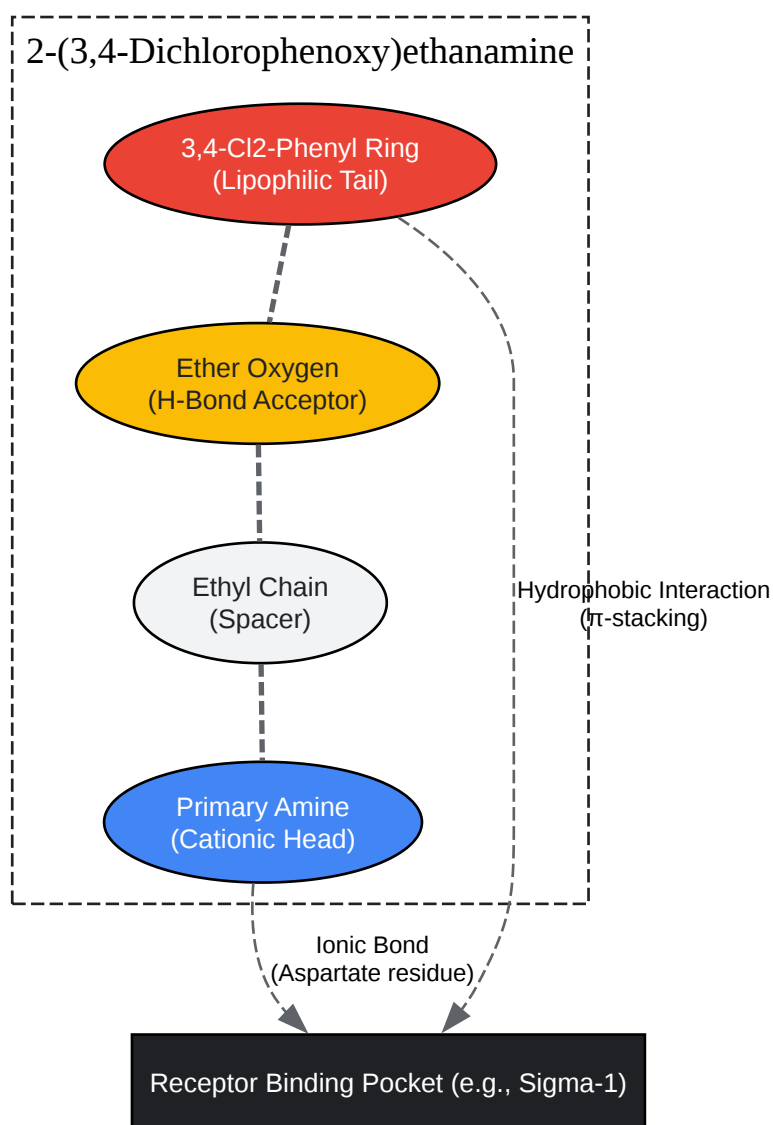 2-(3,4-Dichlorophenoxy)ethanamine
3,4-Cl2-Phenyl Ring
(Lipophilic Tail)
Ether Oxygen
(H-Bond Acceptor)
Ethyl Chain
(Spacer)
Hydrophobic Interaction
(π-stacking)
Primary Amine
(Cationic Head)
Ionic Bond
(Aspartate residue)
Receptor Binding Pocket (e.g., Sigma-1)